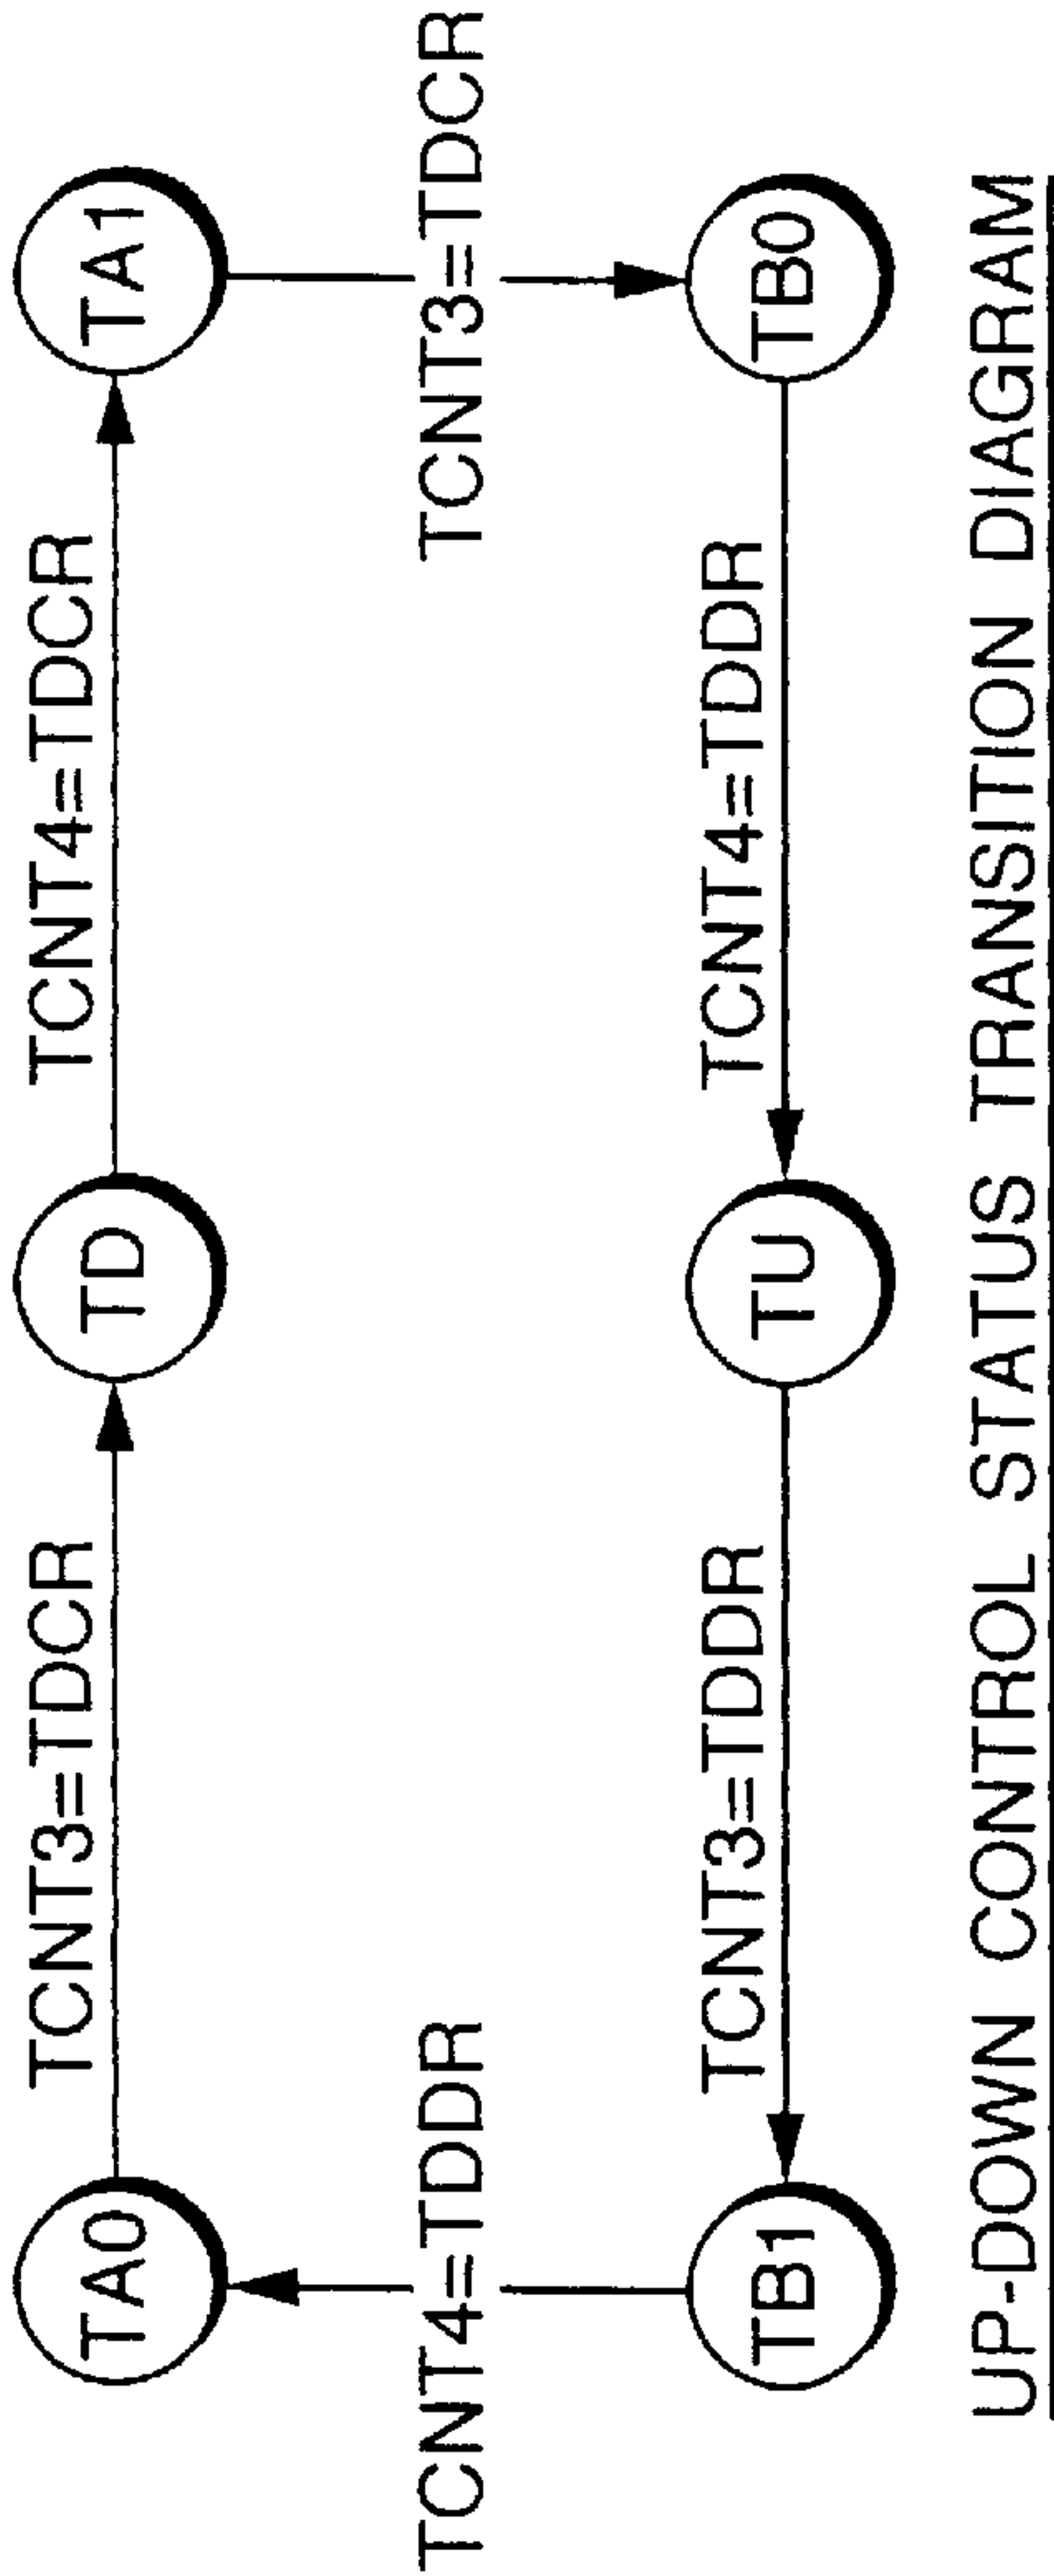 TCNT3=TDCR
TCNT4=TDCR
TA0
TD
TA1
TCNT4=TDDR
TCNT3=TDCR
TCNT3=TDDR
TCNT4=TDDR
TB1
TU
TB0
UP-DOWN CONTROL STATUS TRANSITION DIAGRAM